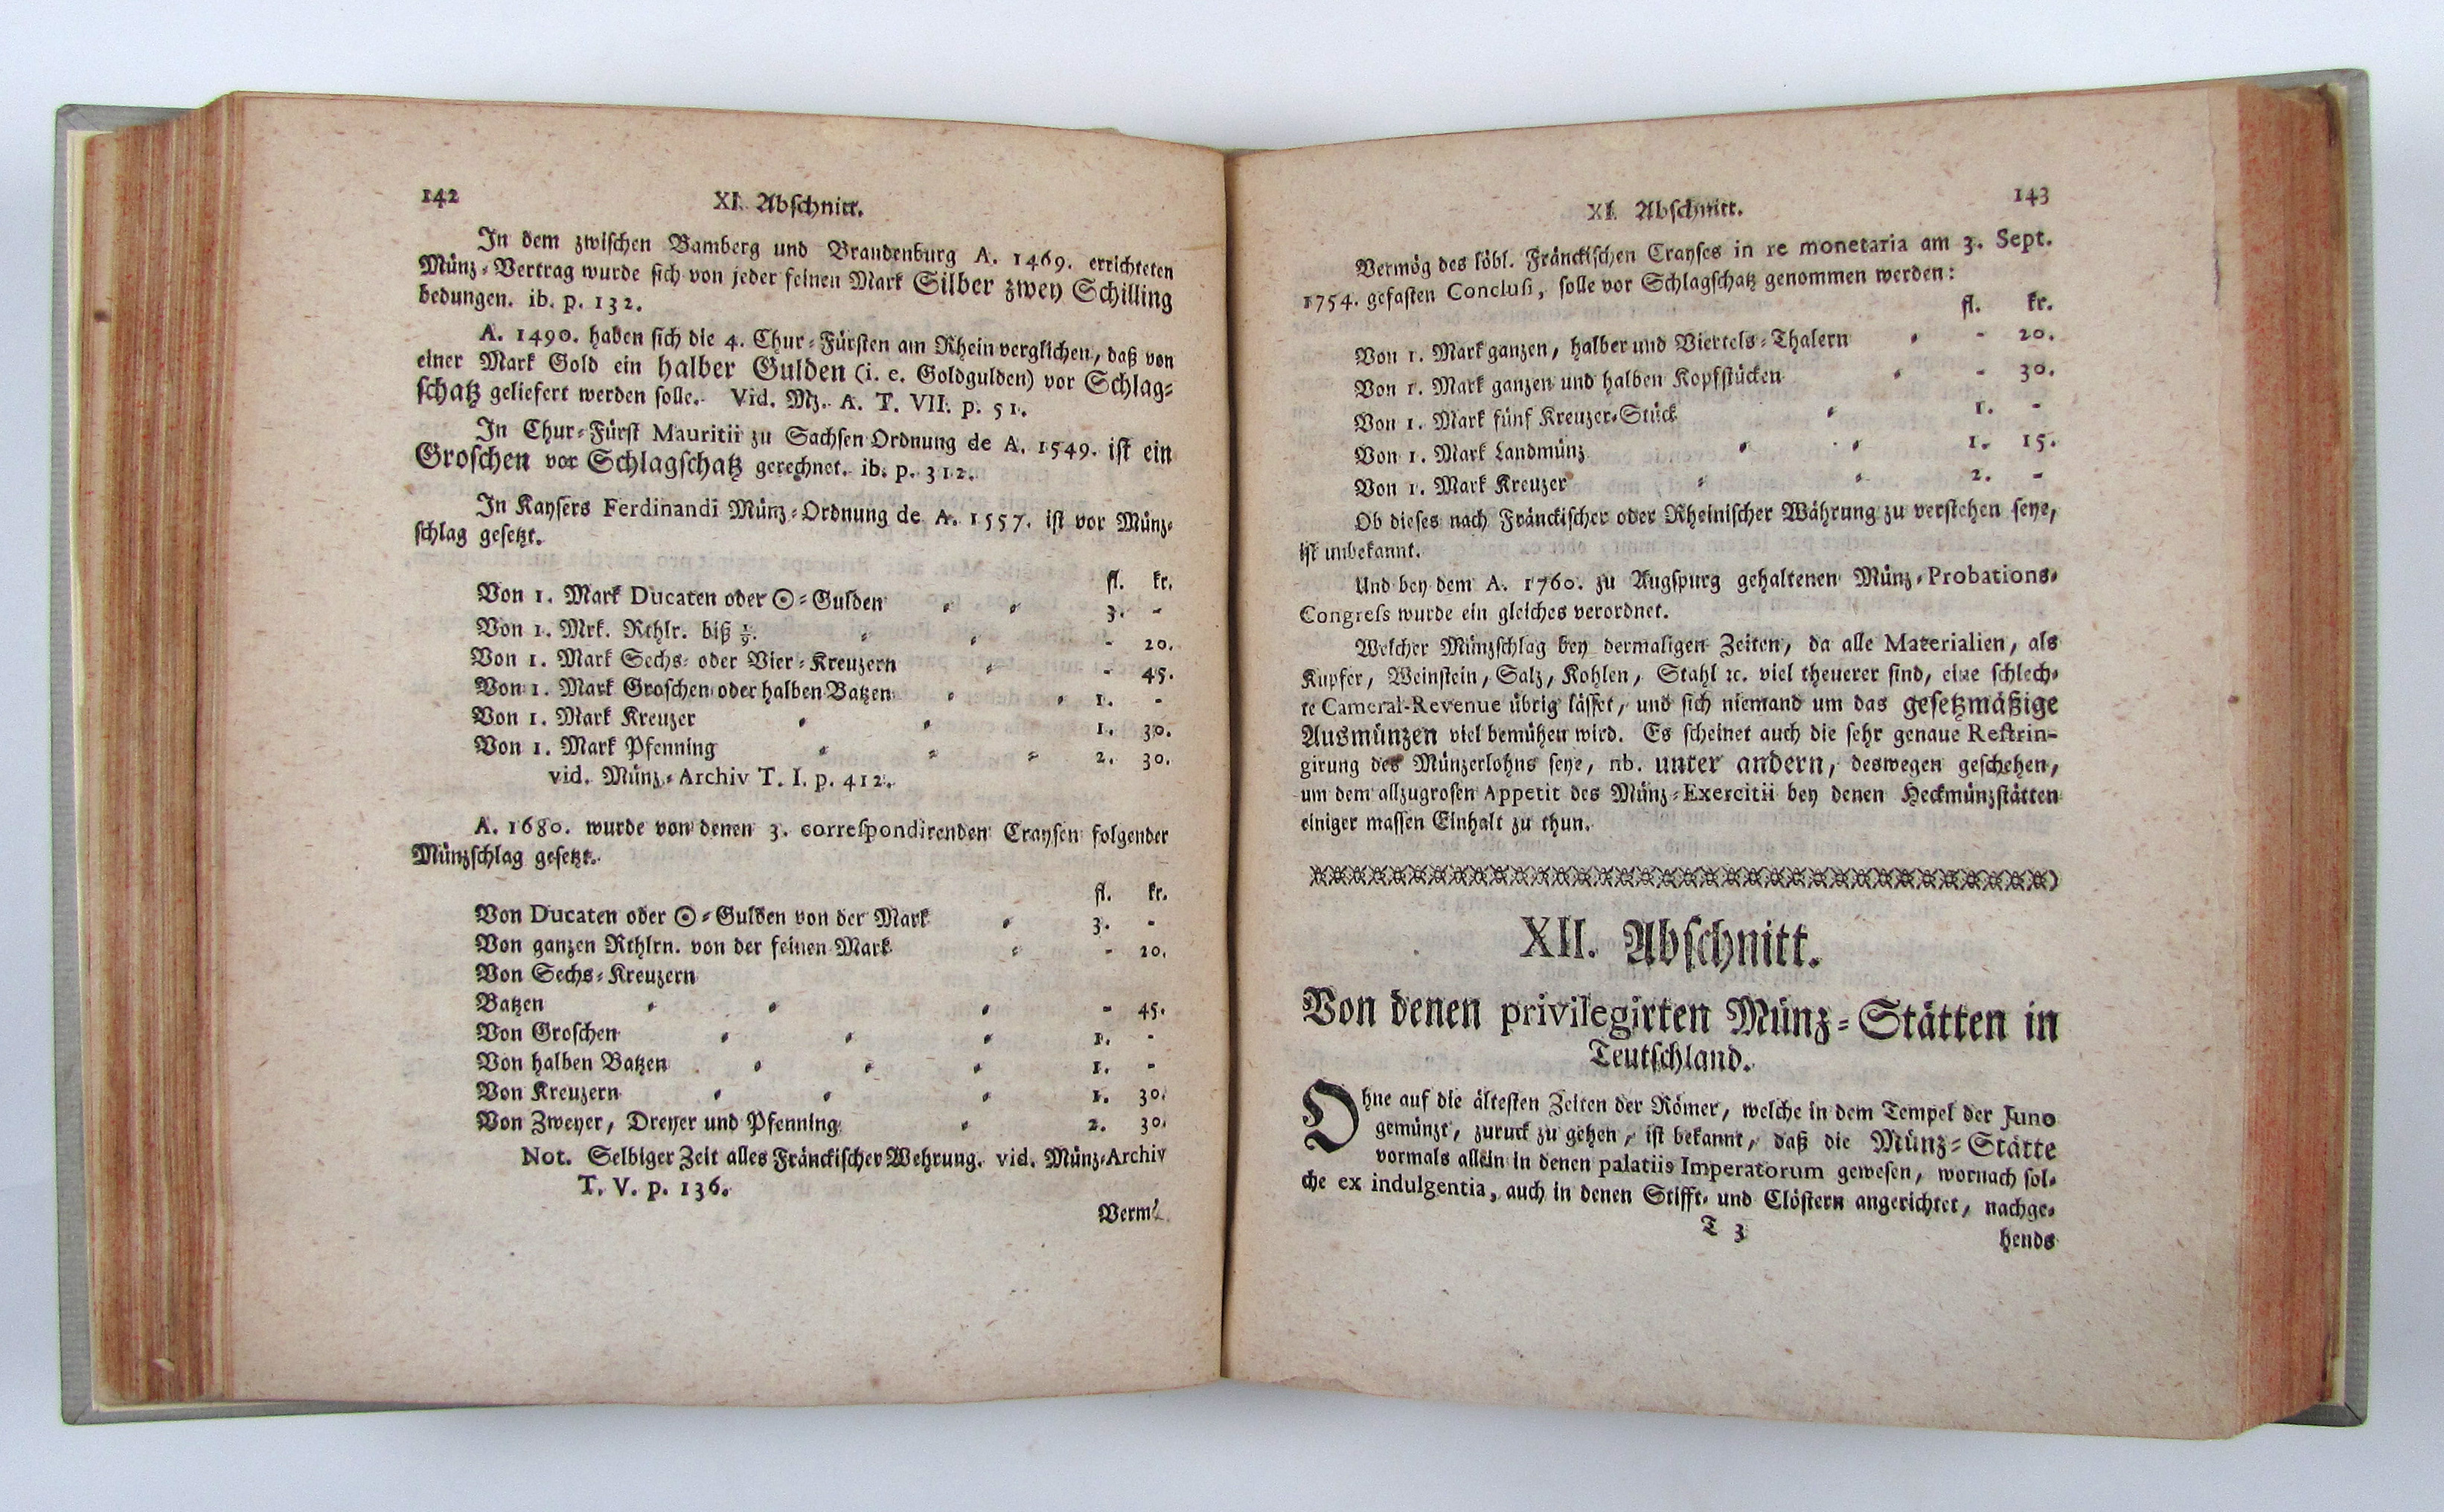 142 XI. Abschnitt.
In dem zwischen Bamberg und Brandenburg A. 1469. errichteten
Münz-Vertrag wurde sich von jeder feinen Mark Silber zwey Schilling
bedungen. ib. p. 132.
A. 1490. haben sich die 4. Chur-Fürsten am Rhein verglichen, daß von
einer Mark Gold ein halber Gulden (i. e. Goldgulden) vor Schlag-
schatz geliefert werden solle. Vid. Mz. A. T. VII. p. 51.
In Chur-Fürst Mauritii zu Sachsen Ordnung de A. 1549. ist ein
Groschen vor Schlagschatz gerechnet. ib. p. 312.
In Kaysers Ferdinandi Münz-Ordnung de A. 1557. ist vor Münz-
schlag gesetzt.
fl. kr.
Von 1. Mark Ducaten oder ☉-Gulden - - 3. -
Von 1. Mrk. Rthlr. biß 1/9. - - - 20.
Von 1. Mark Sechs- oder Vier-Kreuzern - - 45.
Von 1. Mark Groschen oder halben Batzen - - 1. -
Von 1. Mark Kreuzer - - 1. 30.
Von 1. Mark Pfenning - - - 2. 30.
vid. Münz-Archiv T. I. p. 412.
A. 1680. wurde von denen 3. correspondirenden Craysen folgender
Münzschlag gesetzt.
fl. kr.
Von Ducaten oder ☉-Gulden von der Mark - 3. -
Von ganzen Rthlrn. von der feinen Mark - - 20.
Von Sechs-Kreuzern
Batzen - - - - 45.
Von Groschen - - - 1. -
Von halben Batzen - - - 1. -
Von Kreuzern - - - 1. 30.
Von Zweyer, Dreyer und Pfenning - 2. 30.
Not. Selbiger Zeit alles Fränckischer Wehrung. vid. Münz-Archiv
T. V. p. 136.
Verm
XI. Abschnitt. 143
Vermög des löbl. Fränckischen Crayses in re monetaria am 3. Sept.
1754. gefasten Conclusi, solle vor Schlagschatz genommen werden:
fl. kr.
Von 1. Mark ganzen, halber und Viertels-Thalern - - 20.
Von 1. Mark ganzen und halben Kopfstücken - - 30.
Von 1. Mark fünf Kreuzer-Stück - 1. -
Von 1. Mark Landmünz - - 1. 15.
Von 1. Mark Kreuzer - - 2. -
Ob dieses nach Fränckischer oder Rheinischer Währung zu verstehen seye,
ist unbekannt.
Und bey dem A. 1760. zu Augspurg gehaltenen Münz-Probations-
Congress wurde ein gleiches verordnet.
Welcher Münzschlag bey dermaligen Zeiten, da alle Materialien, als
Kupfer, Weinstein, Salz, Kohlen, Stahl ꝛc. viel theuerer sind, eine schlech-
te Cameral-Revenue übrig lässet, und sich niemand um das gesetzmäßige
Ausmünzen viel bemühen wird. Es scheinet auch die sehr genaue Restrin-
girung des Münzerlohns seye, nb. unter andern, deswegen geschehen,
um dem allzugrosen Appetit des Münz-Exercitii bey denen Heckmünzstätten
einiger massen Einhalt zu thun.
XII. Abschnitt.
Von denen privilegirten Münz-Stätten in
Teutschland.
Ohne auf die ältesten Zeiten der Römer, welche in dem Tempel der Juno
gemünzt, zuruck zu gehen, ist bekannt, daß die Münz-Stätte
vormals allein in denen palatiis Imperatorum gewesen, wornach sol-
che ex indulgentia, auch in denen Stifft- und Clöstern angerichtet, nachge-
T 3 hends